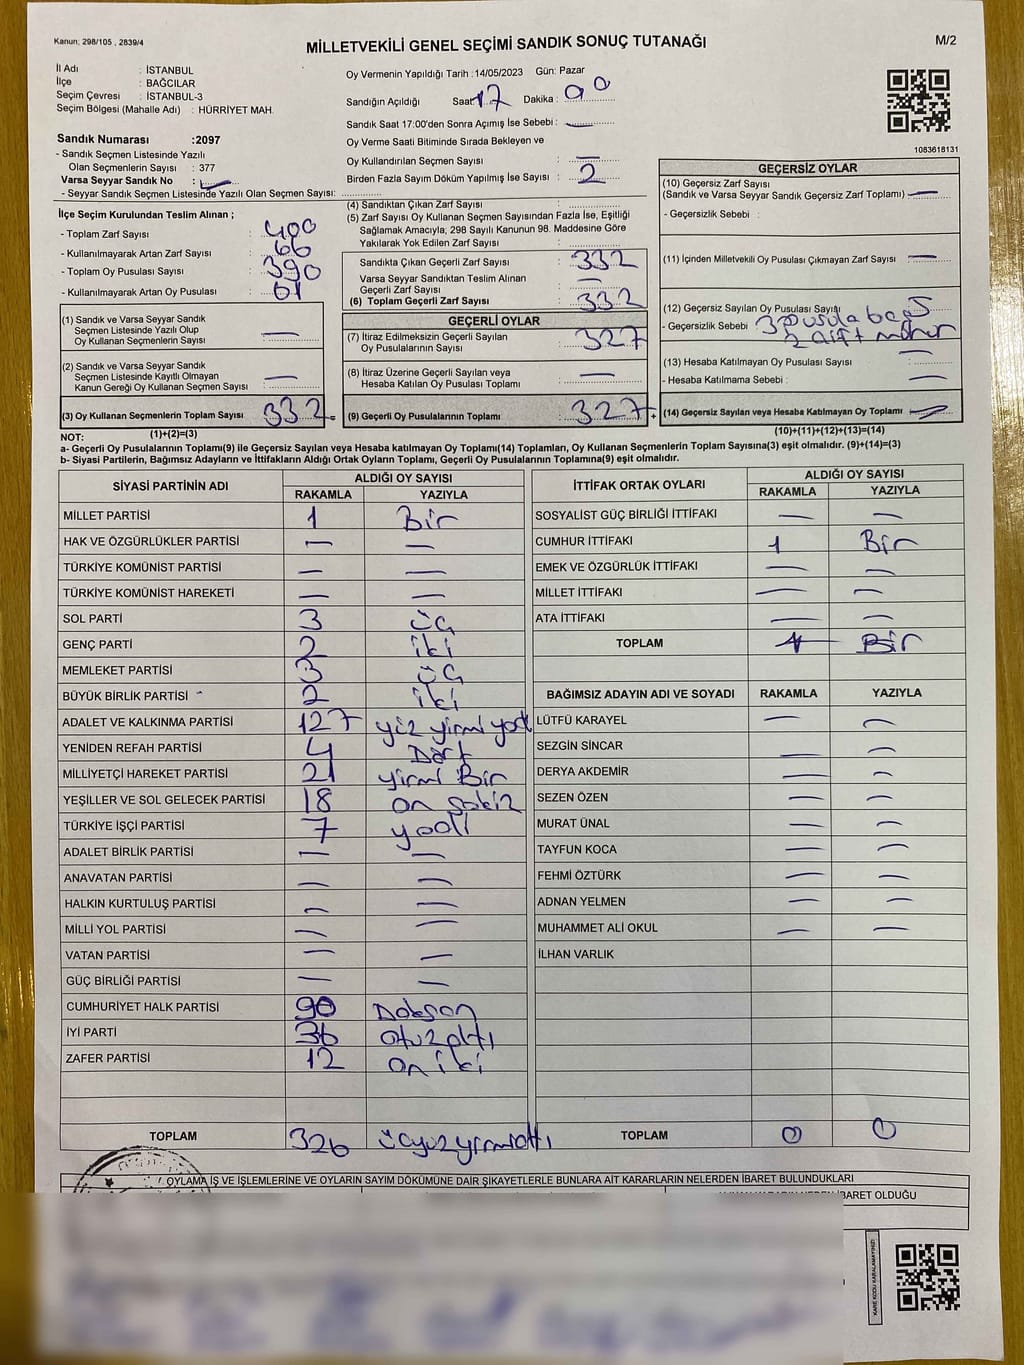 Kanun: 298/105 , 2839/4
MİLLETVEKİLİ GENEL SEÇİMİ SANDIK SONUÇ TUTANAĞI
M/2
İl Adı : İSTANBUL
İlçe : BAĞCILAR
Seçim Çevresi : İSTANBUL-3
Seçim Bölgesi (Mahalle Adı) : HÜRRİYET MAH.
Sandık Numarası :2097
- Sandık Seçmen Listesinde Yazılı
Olan Seçmenlerin Sayısı : 377
Varsa Seyyar Sandık No : —
- Seyyar Sandık Seçmen Listesinde Yazılı Olan Seçmen Sayısı:
Oy Vermenin Yapıldığı Tarih :14/05/2023 Gün: Pazar
Sandığın Açıldığı Saat 17 Dakika : 00
Sandık Saat 17:00'den Sonra Açımış İse Sebebi : —
Oy Verme Saati Bitiminde Sırada Bekleyen ve
Oy Kullandırılan Seçmen Sayısı : —
Birden Fazla Sayım Döküm Yapılmış İse Sayısı : 2
1083618131
İlçe Seçim Kurulundan Teslim Alınan ;
- Toplam Zarf Sayısı : 400
- Kullanılmayarak Artan Zarf Sayısı : 66
- Toplam Oy Pusulası Sayısı : 390
- Kullanılmayarak Artan Oy Pusulası : 61
(4) Sandıktan Çıkan Zarf Sayısı :
(5) Zarf Sayısı Oy Kullanan Seçmen Sayısından Fazla İse, Eşitliği
Sağlamak Amacıyla, 298 Sayılı Kanunun 98. Maddesine Göre
Yakılarak Yok Edilen Zarf Sayısı :
Sandıkta Çıkan Geçerli Zarf Sayısı : 332
Varsa Seyyar Sandıktan Teslim Alınan
Geçerli Zarf Sayısı : —
(6) Toplam Geçerli Zarf Sayısı : 332
GEÇERSİZ OYLAR
(10) Geçersiz Zarf Sayısı
(Sandık ve Varsa Seyyar Sandık Geçersiz Zarf Toplamı) —
- Geçersizlik Sebebi :
(11) İçinden Milletvekili Oy Pusulası Çıkmayan Zarf Sayısı : —
(12) Geçersiz Sayılan Oy Pusulası Sayısı : 5
- Geçersizlik Sebebi : 3 pusula boş
2 çift mühür
(13) Hesaba Katılmayan Oy Pusulası Sayısı : —
- Hesaba Katılmama Sebebi : —
(14) Geçersiz Sayılan veya Hesaba Katılmayan Oy Toplamı —
(10)+(11)+(12)+(13)=(14)
(1) Sandık ve Varsa Seyyar Sandık
Seçmen Listesinde Yazılı Olup
Oy Kullanan Seçmenlerin Sayısı : —
(2) Sandık ve Varsa Seyyar Sandık
Seçmen Listesinde Kayıtlı Olmayan
Kanun Gereği Oy Kullanan Seçmen Sayısı : —
(3) Oy Kullanan Seçmenlerin Toplam Sayısı 332 =
(1)+(2)=(3)
GEÇERLİ OYLAR
(7) İtiraz Edilmeksizin Geçerli Sayılan
Oy Pusulalarının Sayısı : 327
(8) İtiraz Üzerine Geçerli Sayılan veya
Hesaba Katılan Oy Pusulası Toplamı : —
(9) Geçerli Oy Pusulalarının Toplamı : 327 +
NOT:
a- Geçerli Oy Pusulalarının Toplamı(9) ile Geçersiz Sayılan veya Hesaba katılmayan Oy Toplamı(14) Toplamları, Oy Kullanan Seçmenlerin Toplam Sayısına(3) eşit olmalıdır. (9)+(14)=(3)
b- Siyasi Partilerin, Bağımsız Adayların ve İttifakların Aldığı Ortak Oyların Toplamı, Geçerli Oy Pusulalarının Toplamına(9) eşit olmalıdır.
SİYASİ PARTİNİN ADI ALDIĞI OY SAYISI
RAKAMLA YAZIYLA
MİLLET PARTİSİ 1 Bir
HAK VE ÖZGÜRLÜKLER PARTİSİ — —
TÜRKİYE KOMÜNİST PARTİSİ — —
TÜRKİYE KOMÜNİST HAREKETİ — —
SOL PARTİ 3 üç
GENÇ PARTİ 2 iki
MEMLEKET PARTİSİ 3 üç
BÜYÜK BİRLİK PARTİSİ 2 iki
ADALET VE KALKINMA PARTİSİ 127 yüz yirmi yedi
YENİDEN REFAH PARTİSİ 4 Dört
MİLLİYETÇİ HAREKET PARTİSİ 21 yirmi Bir
YEŞİLLER VE SOL GELECEK PARTİSİ 18 on sekiz
TÜRKİYE İŞÇİ PARTİSİ 7 yedi
ADALET BİRLİK PARTİSİ — —
ANAVATAN PARTİSİ — —
HALKIN KURTULUŞ PARTİSİ — —
MİLLİ YOL PARTİSİ — —
VATAN PARTİSİ — —
GÜÇ BİRLİĞİ PARTİSİ — —
CUMHURİYET HALK PARTİSİ 90 Doksan
İYİ PARTİ 36 otuz altı
ZAFER PARTİSİ 12 on iki
TOPLAM 326 üçyüz yirmi altı
İTTİFAK ORTAK OYLARI ALDIĞI OY SAYISI
RAKAMLA YAZIYLA
SOSYALİST GÜÇ BİRLİĞİ İTTİFAKI — —
CUMHUR İTTİFAKI 1 Bir
EMEK VE ÖZGÜRLÜK İTTİFAKI — —
MİLLET İTTİFAKI — —
ATA İTTİFAKI — —
TOPLAM 1 Bir
BAĞIMSIZ ADAYIN ADI VE SOYADI RAKAMLA YAZIYLA
LÜTFÜ KARAYEL — —
SEZGİN SİNCAR — —
DERYA AKDEMİR — —
SEZEN ÖZEN — —
MURAT ÜNAL — —
TAYFUN KOCA — —
FEHMİ ÖZTÜRK — —
ADNAN YELMEN — —
MUHAMMET ALİ OKUL — —
İLHAN VARLIK
TOPLAM 0 0
OYLAMA İŞ VE İŞLEMLERİNE VE OYLARIN SAYIM DÖKÜMÜNE DAİR ŞİKAYETLERLE BUNLARA AİT KARARLARIN NELERDEN İBARET BULUNDUKLARI
İBARET OLDUĞU
KARE KODU KARALAMAYINIZ!